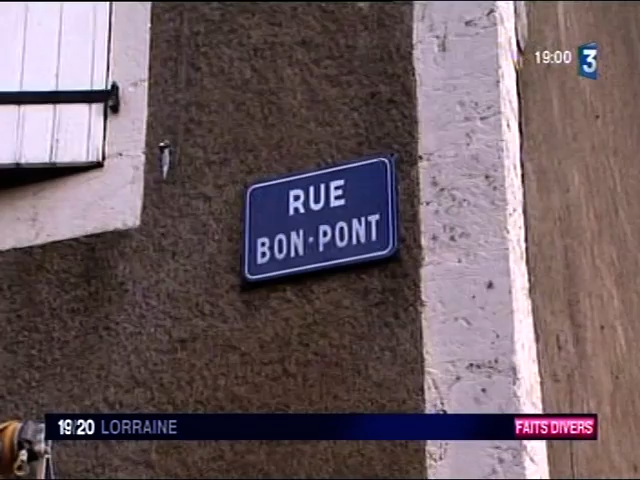 19:00 3
RUE
BON-PONT
19/20 LORRAINE
FAITS DIVERS